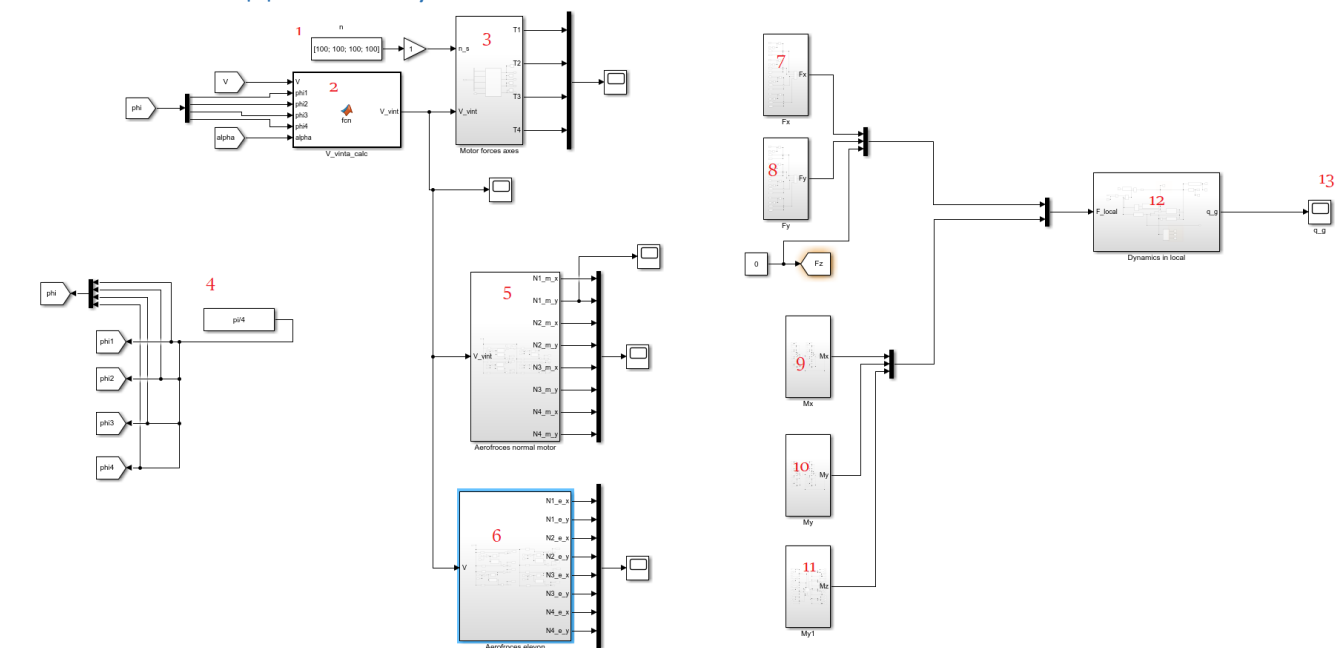 1
n
[100; 100; 100; 100]
1
n_s
3
T1
T2
T3
T4
V_vint
Motor forces axes
V
phi
alpha
2
V
phi1
phi2
phi3
phi4
alpha
fcn
V_vint
V_vinta_calc
phi
phi1
phi2
phi3
phi4
4
pi/4
5
V_vint
N1_m_x
N1_m_y
N2_m_x
N2_m_y
N3_m_x
N3_m_y
N4_m_x
N4_m_y
Aerofroces normal motor
6
V
N1_e_x
N1_e_y
N2_e_x
N2_e_y
N3_e_x
N3_e_y
N4_e_x
N4_e_y
Aerofroces elevon
7
Fx
Fx
8
Fy
Fy
0
Fz
9
Mx
Mx
10
My
My
11
Mz
My1
F_local
12
q_g
Dynamics in local
13
q_g